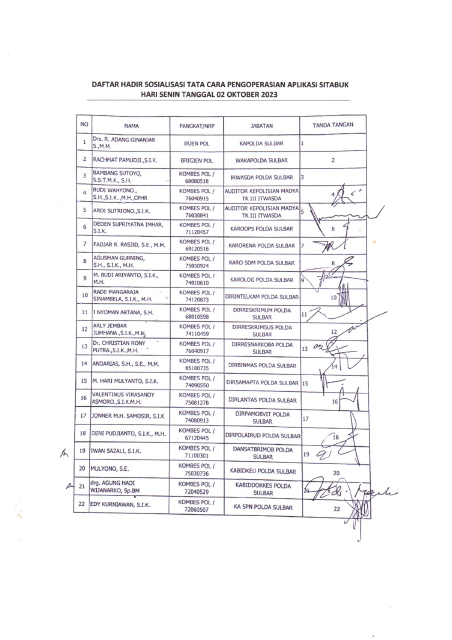 DAFTAR HADIR SOSIALISASI TATA CARA PENGOPERASIAN APLIKASI SITABUK
HARI SENIN TANGGAL 02 OKTOBER 2023
NO NAMA PANGKAT/NRP JABATAN TANDA TANGAN
1 Drs. R. ADANG GINANJAR S.,M.M. IRJEN POL KAPOLDA SULBAR 1
2 RACHMAT PAMUDJI, S.I.K. BRIGJEN POL WAKAPOLDA SULBAR 2
3 BAMBANG SUTOYO, S.S.T.M.K., S.H. KOMBES POL / 68080518 IRWASDA POLDA SULBAR 3
4 BUDI WAHYONO., S.H.,S.I.K.,.M.H.,CPHR KOMBES POL / 76040915 AUDITOR KEPOLISIAN MADYA TK III ITWASDA 4
5 ARIX SUTRIONO.,S.I.K. KOMBES POL / 76030841 AUDITOR KEPOLISIAN MADYA TK III ITWASDA 5
6 DEDEN SUPRIYATNA IMHAR, S.I.K. KOMBES POL / 71120457 KAROOPS POLDA SULBAR 6
7 FADJAR R. RASJID, S.E., M.M. KOMBES POL / 69120516 KARORENA POLDA SULBAR 7
8 AGUSMAN GURNING, S.H., S.I.K., M.H. KOMBES POL / 75030924 KARO SDM POLDA SULBAR 8
9 M. BUDI ARIYANTO, S.I.K., M.H. KOMBES POL / 74010610 KAROLOG POLDA SULBAR 9
10 RADE MANGARAJA SINAMBELA, S.I.K., M.H. KOMBES POL / 74120873 DIRINTELKAM POLDA SULBAR 10
11 I NYOMAN ARTANA, S.H. KOMBES POL / 68010598 DIRRESKRIMUM POLDA SULBAR 11
12 ARLY JEMBAR JUMHANA.,S.I.K.,M.H. KOMBES POL / 74110459 DIRRESKRIMSUS POLDA SULBAR 12
13 Dr. CHRISTIAN RONY PUTRA.,S.I.K.,M.H. KOMBES POL / 76040917 DIRRESNARKOBA POLDA SULBAR 13
14 ANDARIAS, S.H., S.E., M.M. KOMBES POL / 65100735 DIRBINMAS POLDA SULBAR 14
15 M. HARI MULYANTO, S.I.K. KOMBES POL / 74090550 DIRSAMAPTA POLDA SULBAR 15
16 VALENTINUS VIRASANDY ASMORO.,S.I.K.M.H. KOMBES POL / 75081278 DIRLANTAS POLDA SULBAR 16
17 JONNER M.H. SAMOSIR, S.I.K KOMBES POL / 74080913 DIRPAMOBVIT POLDA SULBAR 17
18 DENI PUDJIANTO, S.I.K., M.H. KOMBES POL / 67120445 DIRPOLAIRUD POLDA SULBAR 18
19 IWAN SAZALI, S.I.K. KOMBES POL / 71100301 DANSATBRIMOB POLDA SULBAR 19
20 MULYONO, S.E. KOMBES POL / 75030736 KABIDKEU POLDA SULBAR 20
21 drg. AGUNG HADI WIDJANARKO, Sp.BM KOMBES POL / 72040529 KABIDDOKKES POLDA SULBAR 21
22 EDY KURNIAWAN, S.I.K. KOMBES POL / 72060507 KA SPN POLDA SULBAR 22